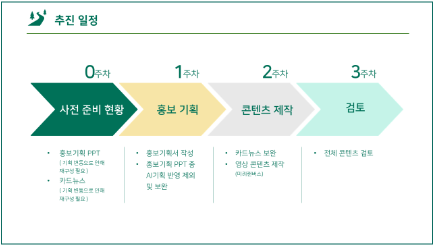 추진 일정
0주차
1주차
2주차
3주차
사전 준비 현황
홍보 기획
콘텐츠 제작
검토
• 홍보기획 PPT
( 기획 변동으로 인해
재구성 필요 )
• 카드뉴스
( 기획 변동으로 인해
재구성 필요 )
• 홍보기획서 작성
• 홍보기획 PPT 중
AI기획 반영 제외
및 보완
• 카드뉴스 보완
• 영상 콘텐츠 제작
• 전체 콘텐츠 검토